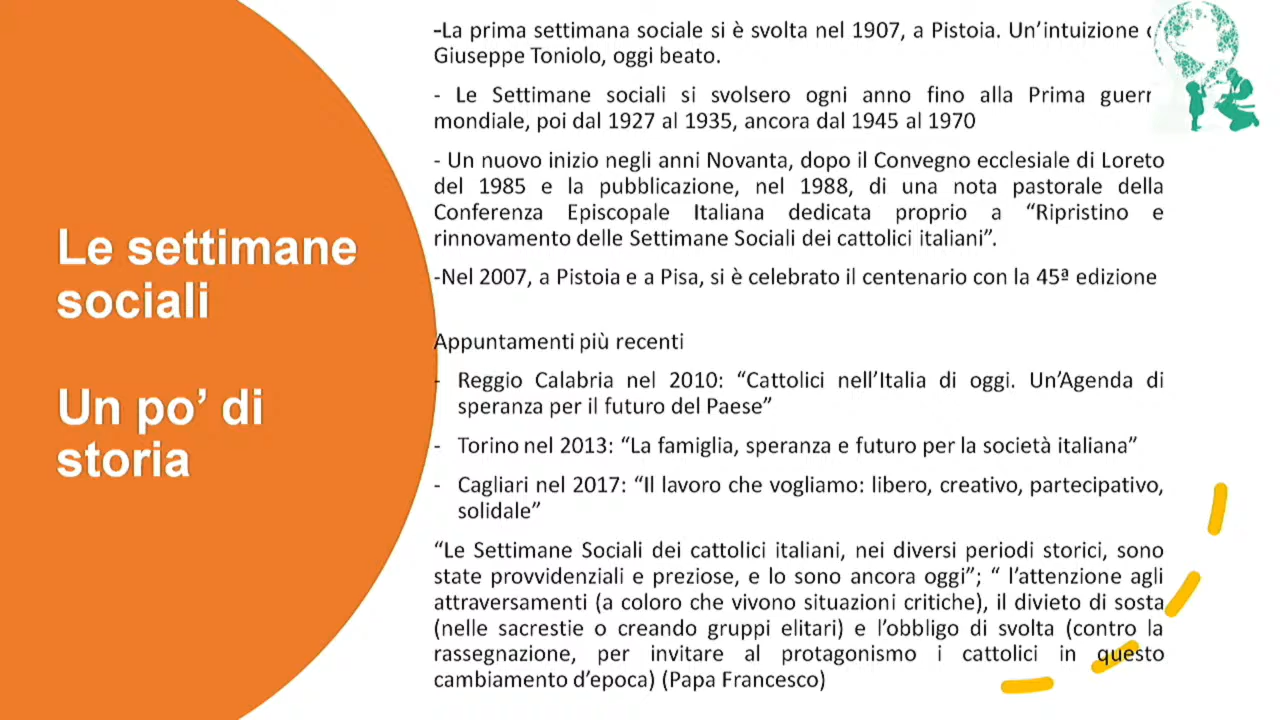 Le settimane
sociali
Un po’ di
storia
-La prima settimana sociale si è svolta nel 1907, a Pistoia. Un’intuizione
Giuseppe Toniolo, oggi beato.
- Le Settimane sociali si svolsero ogni anno fino alla Prima guerr
mondiale, poi dal 1927 al 1935, ancora dal 1945 al 1970
- Un nuovo inizio negli anni Novanta, dopo il Convegno ecclesiale di Loreto
del 1985 e la pubblicazione, nel 1988, di una nota pastorale della
Conferenza Episcopale Italiana dedicata proprio a “Ripristino e
rinnovamento delle Settimane Sociali dei cattolici italiani”.
-Nel 2007, a Pistoia e a Pisa, si è celebrato il centenario con la 45ª edizione
Appuntamenti più recenti
- Reggio Calabria nel 2010: “Cattolici nell’Italia di oggi. Un’Agenda di
speranza per il futuro del Paese”
- Torino nel 2013: “La famiglia, speranza e futuro per la società italiana”
- Cagliari nel 2017: “Il lavoro che vogliamo: libero, creativo, partecipativo,
solidale”
“Le Settimane Sociali dei cattolici italiani, nei diversi periodi storici, sono
state provvidenziali e preziose, e lo sono ancora oggi”; “ l’attenzione agli
attraversamenti (a coloro che vivono situazioni critiche), il divieto di sosta
(nelle sacrestie o creando gruppi elitari) e l’obbligo di svolta (contro la
rassegnazione, per invitare al protagonismo i cattolici in questo
cambiamento d’epoca) (Papa Francesco)